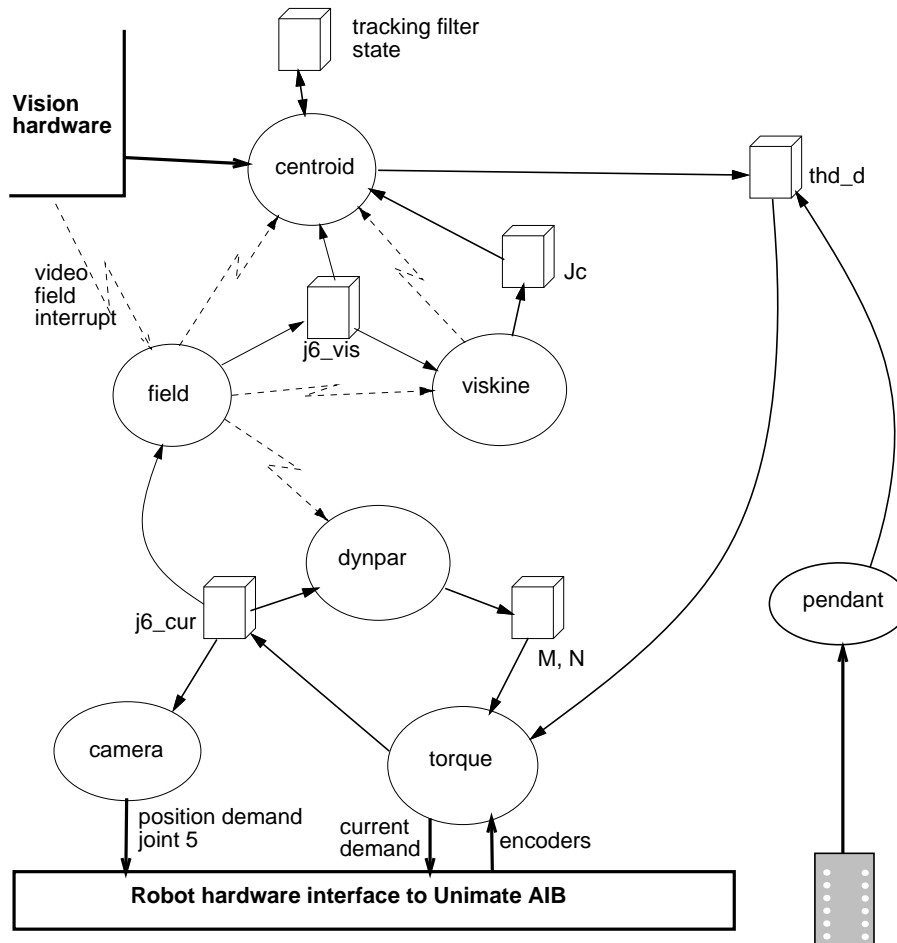 tracking filter
state
Vision
hardware
centroid
thd_d
Jc
video
field
interrupt
j6_vis
field
viskine
dynpar
pendant
j6_cur
M, N
camera
torque
position demand
joint 5
current
demand
encoders
Robot hardware interface to Unimate AIB